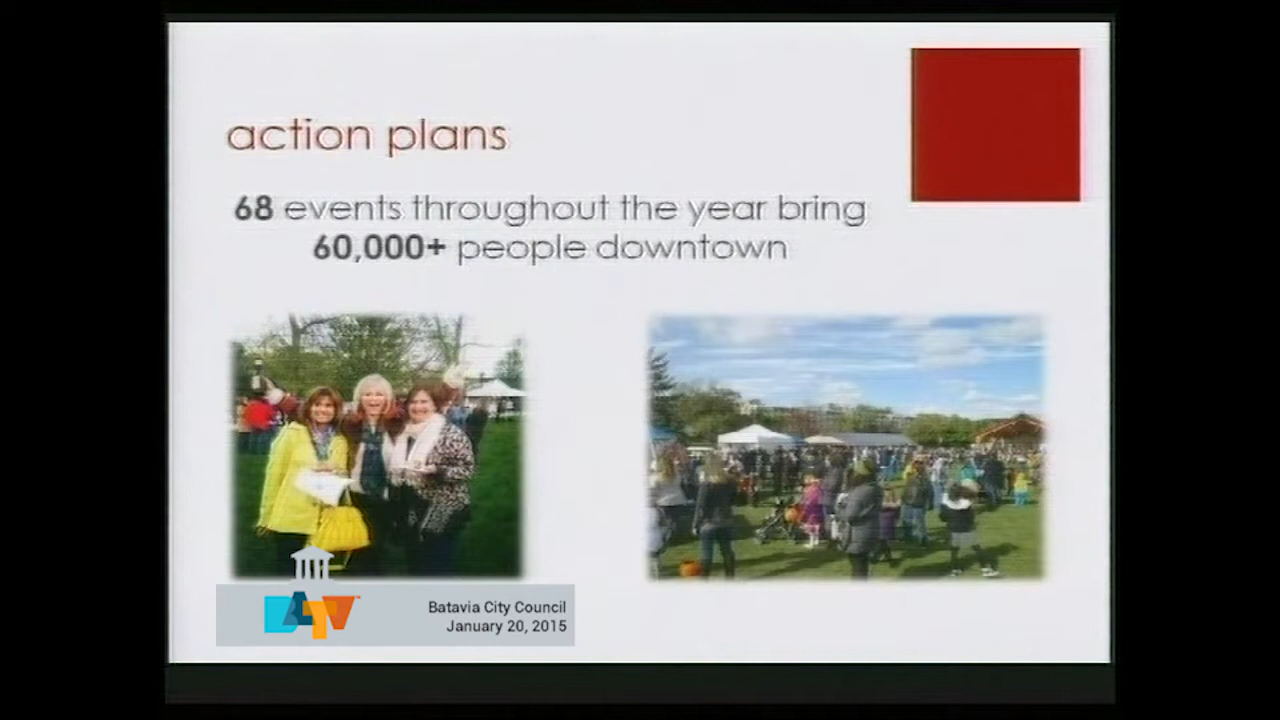 action plans
68 events throughout the year bring
60,000+ people downtown
BATV
Batavia City Council
January 20, 2015